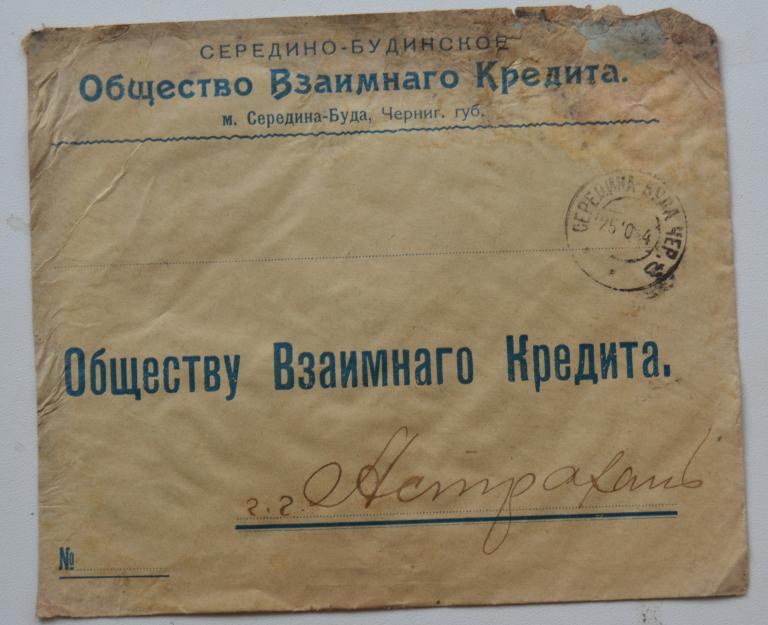 СЕРЕДИНО-БУДИНСКОЕ
Общество Взаимнаго Кредита.
м. Середина-Буда, Черниг. губ.
СЕРЕДИНА-БУДА ЧЕР.
Обществу Взаимнаго Кредита.
г.г. Астрахань
№